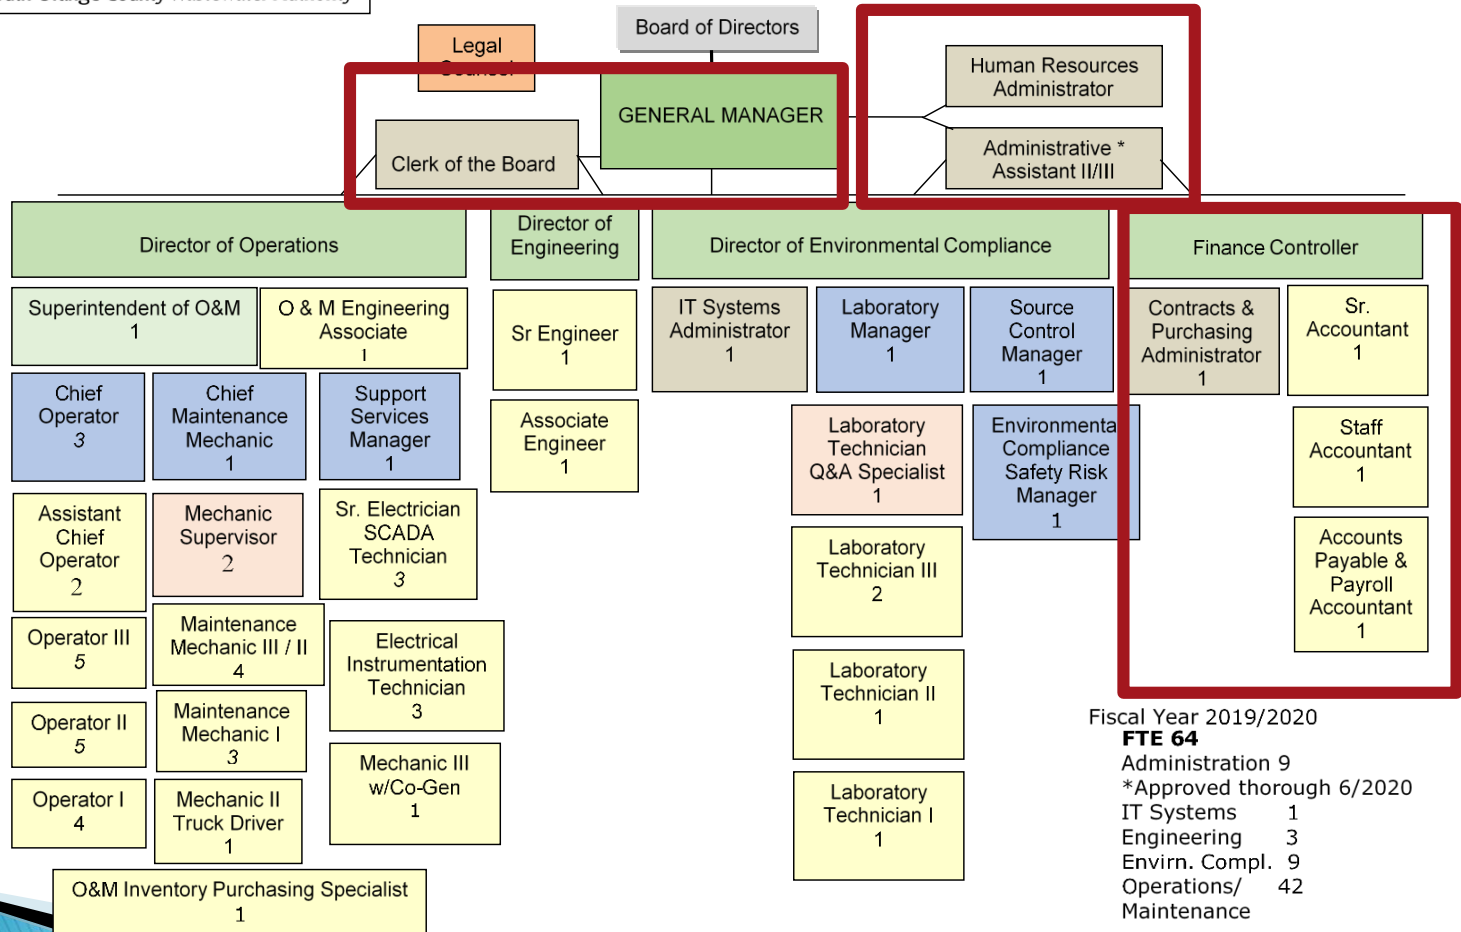 Board of Directors
Legal
Counsel
GENERAL MANAGER
Clerk of the Board
Human Resources
Administrator
Administrative *
Assistant II/III
Director of Operations
Director of
Engineering
Director of Environmental Compliance
Finance Controller
Superintendent of O&M
1
O & M Engineering
Associate
1
Chief
Operator
3
Chief
Maintenance
Mechanic
1
Support
Services
Manager
1
Assistant
Chief
Operator
2
Mechanic
Supervisor
2
Sr. Electrician
SCADA
Technician
3
Operator III
5
Maintenance
Mechanic III / II
4
Electrical
Instrumentation
Technician
3
Operator II
5
Maintenance
Mechanic I
3
Mechanic III
w/Co-Gen
1
Operator I
4
Mechanic II
Truck Driver
1
O&M Inventory Purchasing Specialist
1
Sr Engineer
1
Associate
Engineer
1
IT Systems
Administrator
1
Laboratory
Manager
1
Source
Control
Manager
1
Laboratory
Technician
Q&A Specialist
1
Environmenta
Compliance
Safety Risk
Manager
1
Laboratory
Technician III
2
Laboratory
Technician II
1
Laboratory
Technician I
1
Contracts &
Purchasing
Administrator
1
Sr.
Accountant
1
Staff
Accountant
1
Accounts
Payable &
Payroll
Accountant
1
Fiscal Year 2019/2020
FTE 64
Administration 9
*Approved thorough 6/2020
IT Systems 1
Engineering 3
Envirn. Compl. 9
Operations/ 42
Maintenance